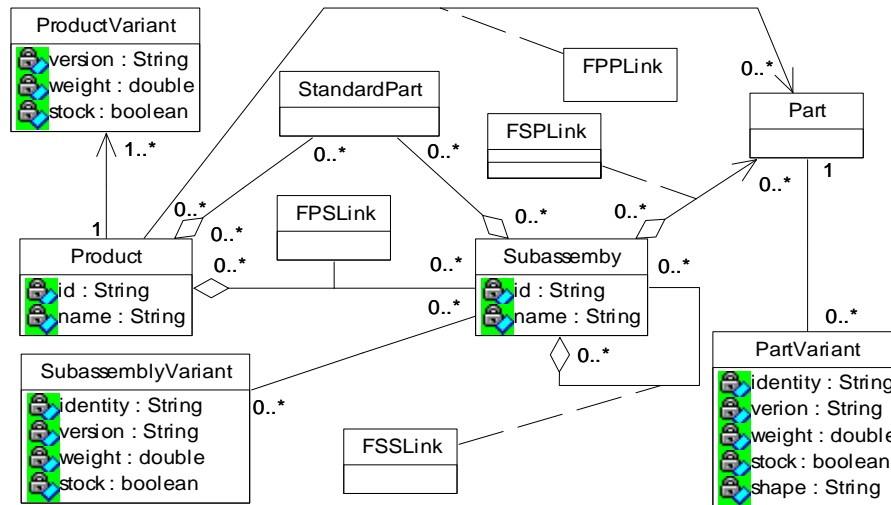 ProductVariant
version : String
weight : double
stock : boolean
1..*
1
StandardPart
0..*
0..*
FPPLink
0..*
Part
1
FSPLink
0..*
0..*
FPSLink
0..*
0..*
0..*
0..*
Product
id : String
name : String
0..*
Subassemby
id : String
name : String
0..*
0..*
0..*
0..*
SubassemblyVariant
identity : String
version : String
weight : double
stock : boolean
FSSLink
0..*
PartVariant
identity : String
verion : String
weight : double
stock : boolean
shape : String